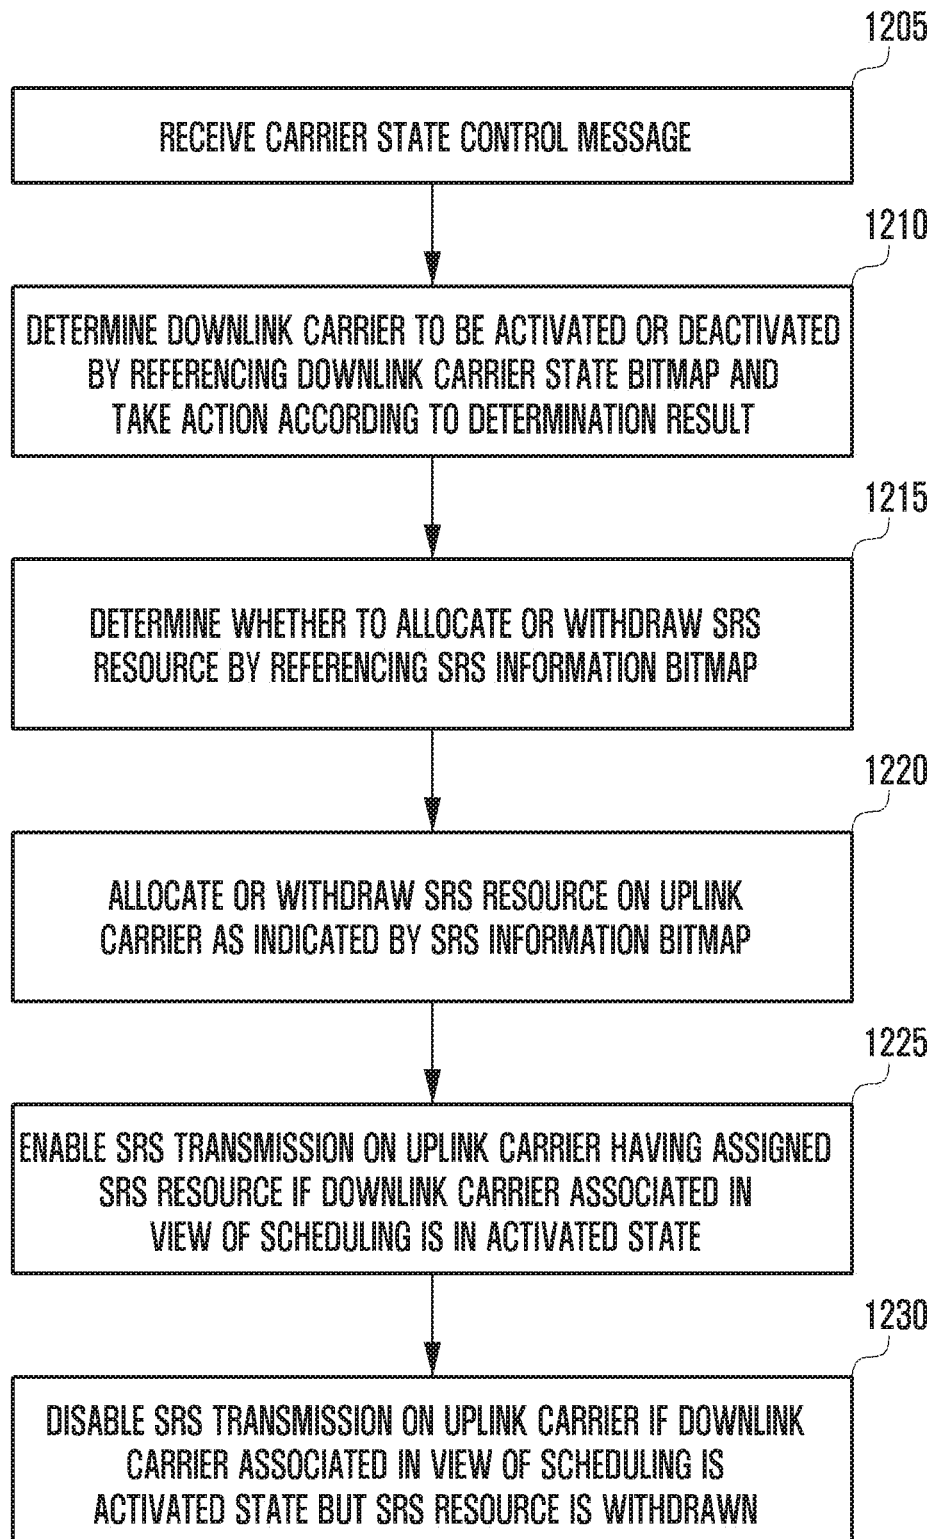 1205
RECEIVE CARRIER STATE CONTROL MESSAGE
1210
DETERMINE DOWNLINK CARRIER TO BE ACTIVATED OR DEACTIVATED
BY REFERENCING DOWNLINK CARRIER STATE BITMAP AND
TAKE ACTION ACCORDING TO DETERMINATION RESULT
1215
DETERMINE WHETHER TO ALLOCATE OR WITHDRAW SRS
RESOURCE BY REFERENCING SRS INFORMATION BITMAP
1220
ALLOCATE OR WITHDRAW SRS RESOURCE ON UPLINK
CARRIER AS INDICATED BY SRS INFORMATION BITMAP
1225
ENABLE SRS TRANSMISSION ON UPLINK CARRIER HAVING ASSIGNED
SRS RESOURCE IF DOWNLINK CARRIER ASSOCIATED IN
VIEW OF SCHEDULING IS IN ACTIVATED STATE
1230
DISABLE SRS TRANSMISSION ON UPLINK CARRIER IF DOWNLINK
CARRIER ASSOCIATED IN VIEW OF SCHEDULING IS
ACTIVATED STATE BUT SRS RESOURCE IS WITHDRAWN